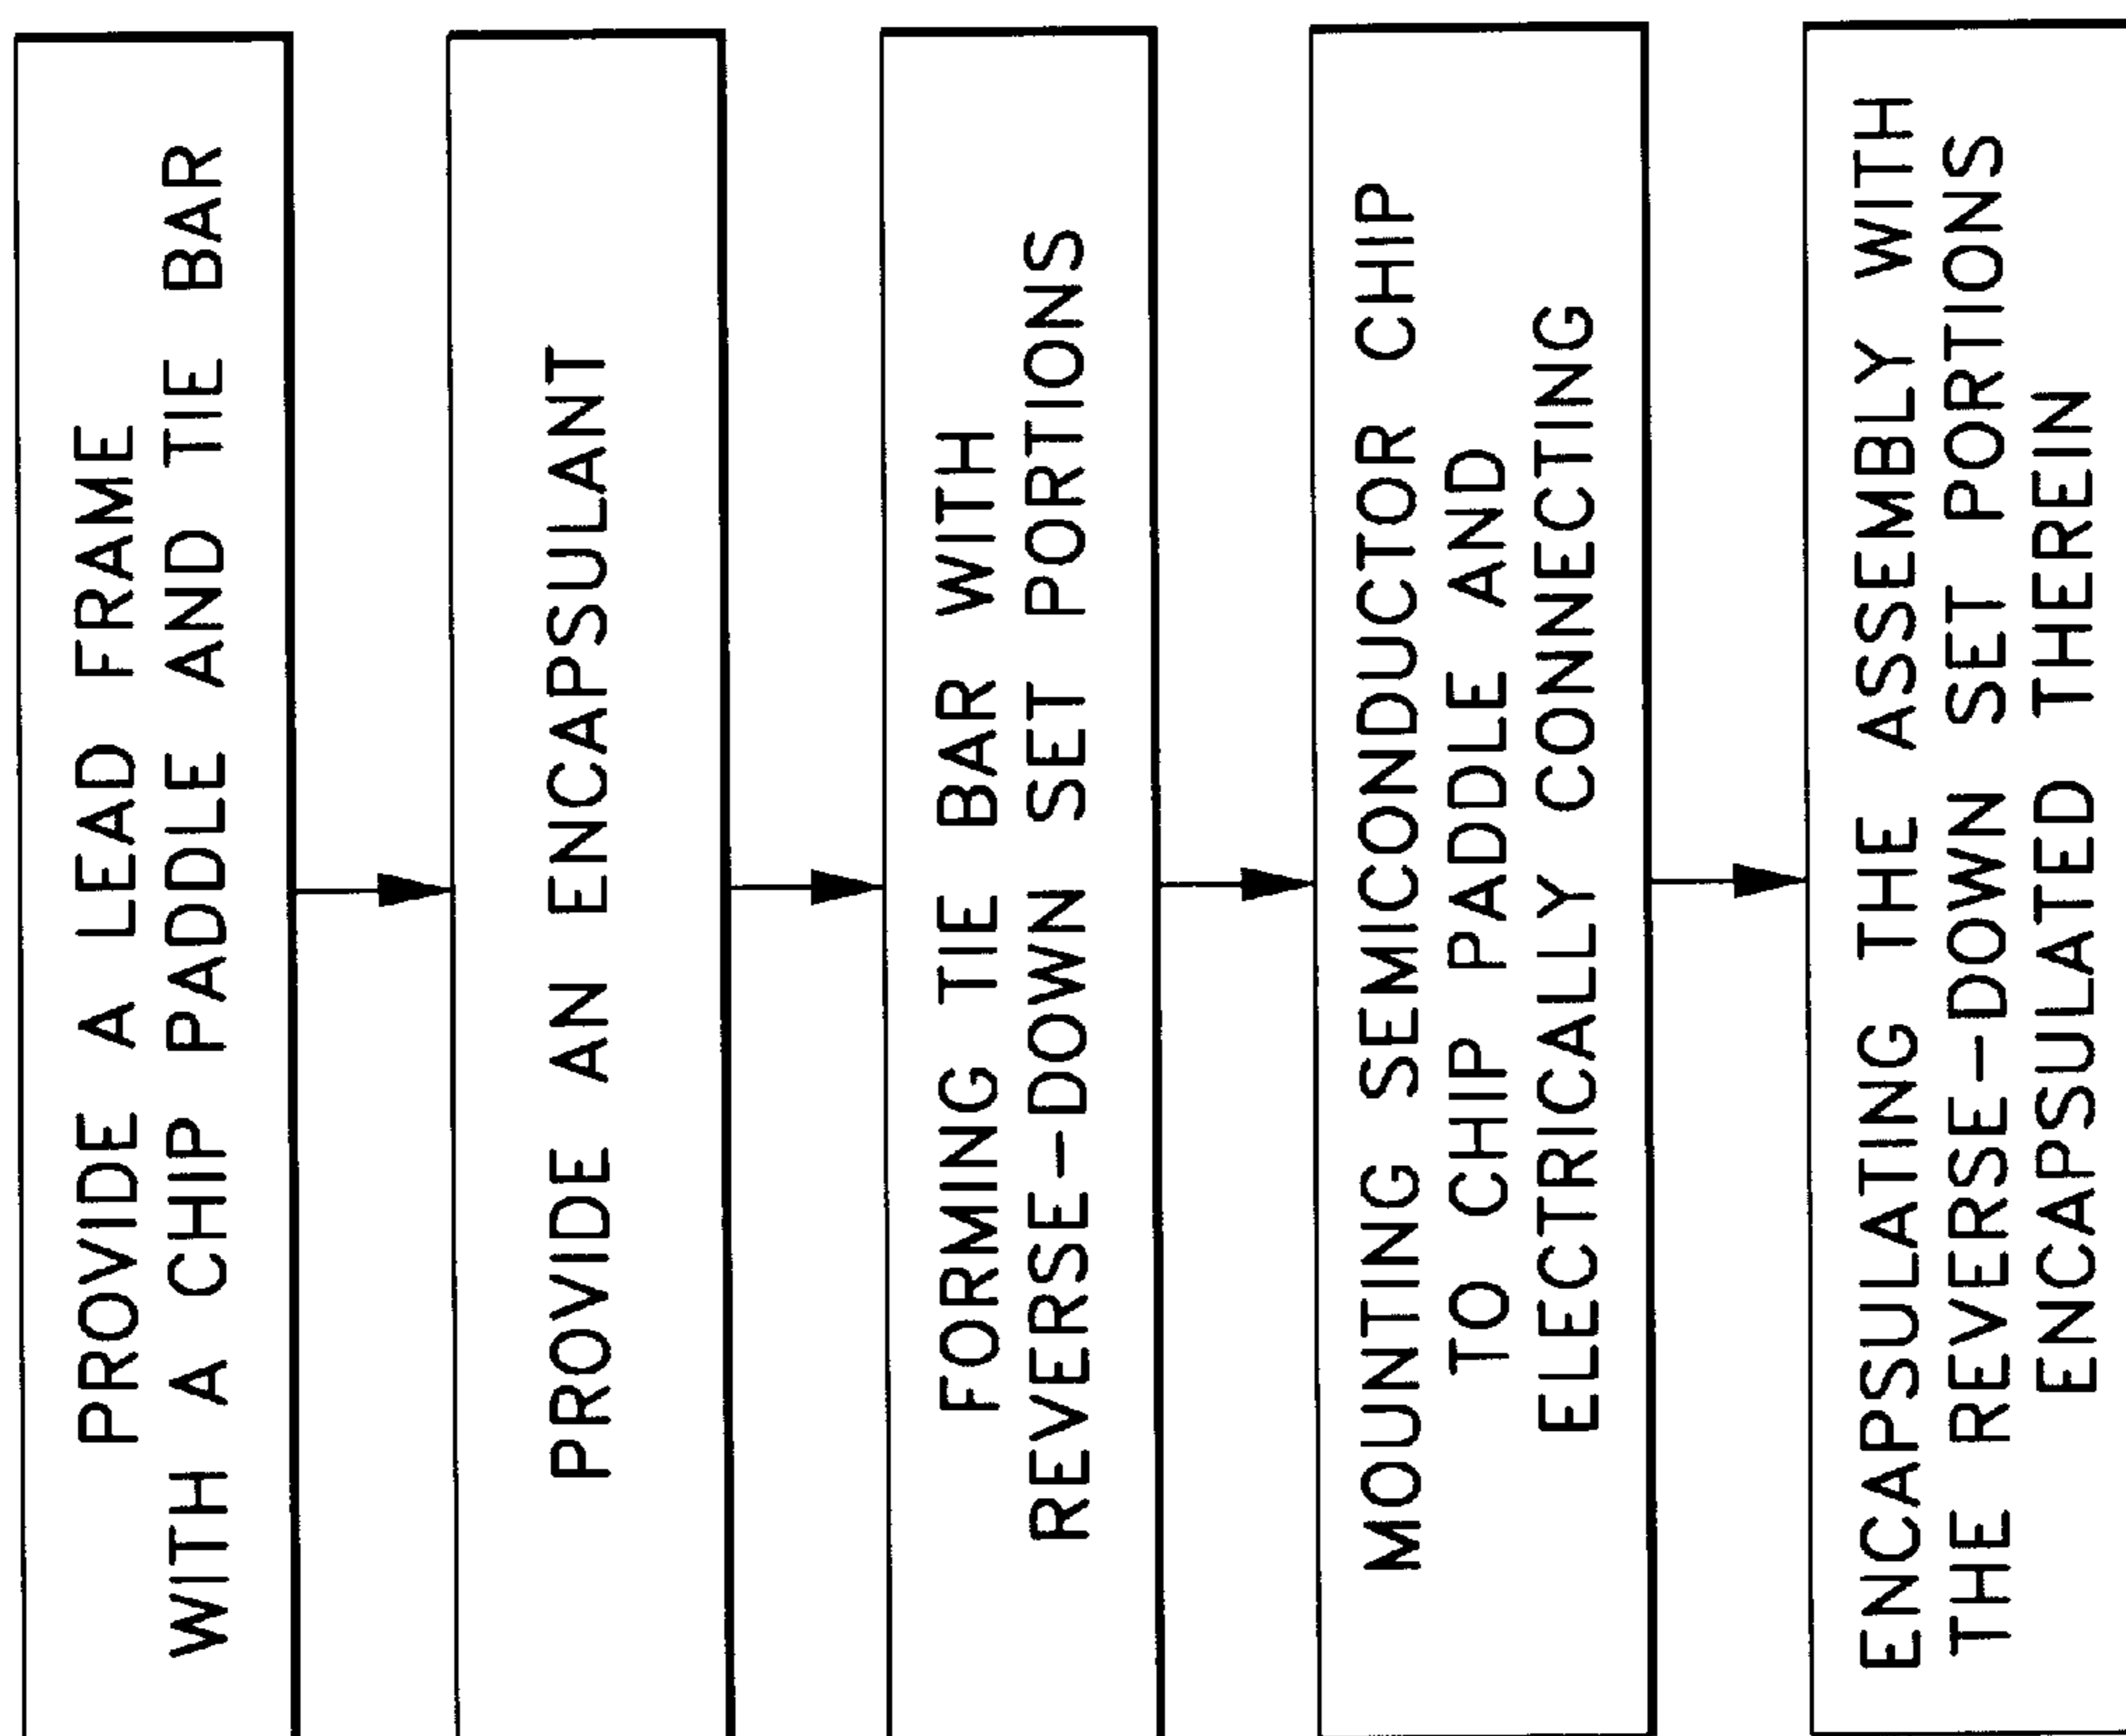 PROVIDE A LEAD FRAME
WITH A CHIP PADDLE AND TIE BAR
PROVIDE AN ENCAPSULANT
FORMING TIE BAR WITH
REVERSE-DOWN SET PORTIONS
MOUNTING SEMICONDUCTOR CHIP
TO CHIP PADDLE AND
ELECTRICALLY CONNECTING
ENCAPSULATING THE ASSEMBLY WITH
THE REVERSE-DOWN SET PORTIONS
ENCAPSULATED THEREIN